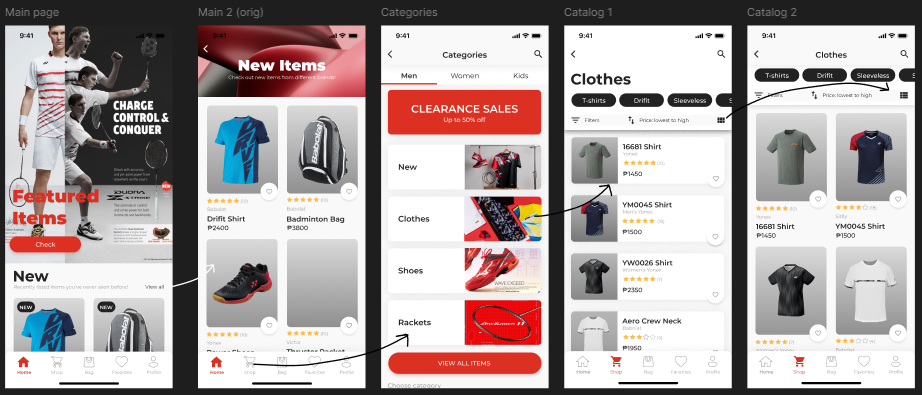 Main page
9:41
CHARGE
CONTROL &
CONQUER
Featured
Items
Check
New
Recently listed items you've never seen before!
View all
NEW
NEW
Home
Shop
Bag
Favorites
Profile
Main 2 (orig)
9:41
New Items
Check out new items from different brands!
(10)
Babolat
Drifit Shirt
₱2400
(10)
Babolat
Badminton Bag
₱3800
(10)
Yonex
Power Shoes
(10)
Victor
Thruster Racket
Home
Shop
Bag
Favorites
Profile
Categories
9:41
Categories
Men
Women
Kids
CLEARANCE SALES
Up to 50% off
New
Clothes
Shoes
Rackets
VIEW ALL ITEMS
Choose category
Catalog 1
9:41
Clothes
T-shirts
Drifit
Sleeveless
S
Filters
Price: lowest to high
16681 Shirt
Yonex
₱1450
YM0045 Shirt
Men's Yonex
₱1500
YW0026 Shirt
Women's Yonex
₱2350
Aero Crew Neck
Babolat
₱1950
Home
Shop
Bag
Favorites
Profile
Catalog 2
9:41
Clothes
T-shirts
Drifit
Sleeveless
S
Filters
Price: lowest to high
Yonex
16681 Shirt
₱1450
YM0045 Shirt
₱1500
Home
Shop
Bag
Favorites
Profile